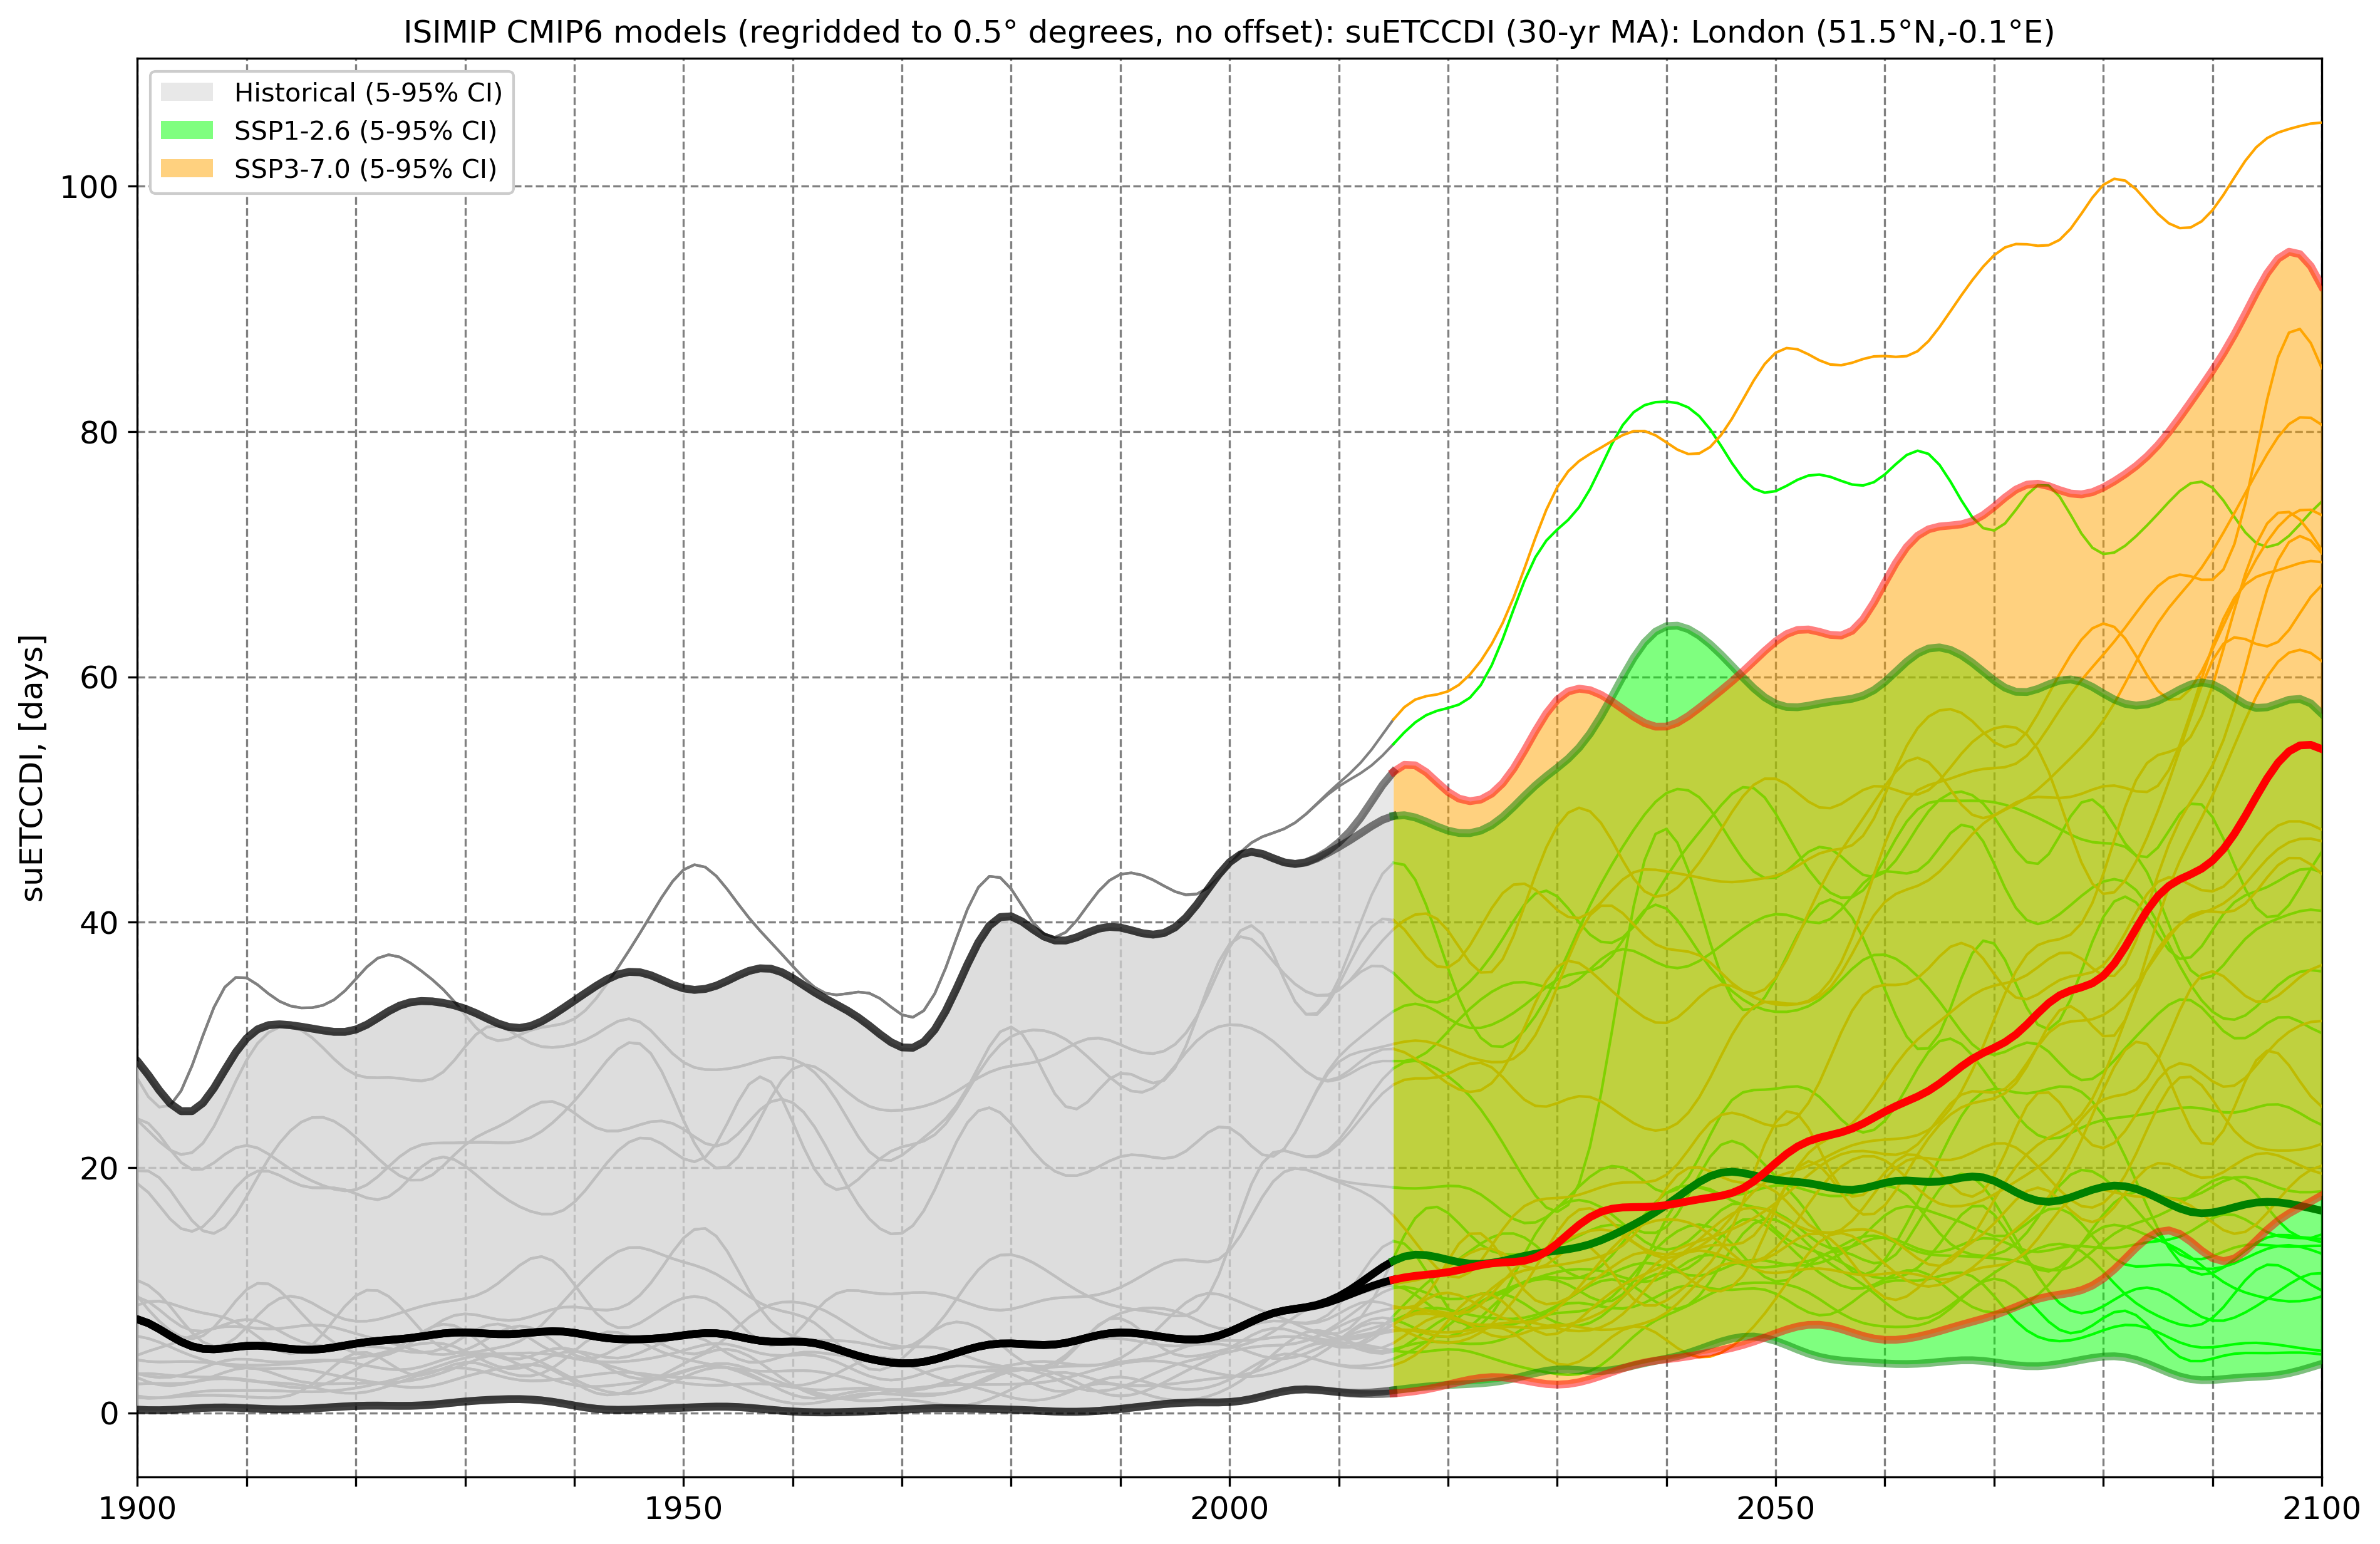 ISIMIP CMIP6 models (regridded to 0.5° degrees, no offset): suETCCDI (30-yr MA): London (51.5°N,-0.1°E)
Historical (5-95% CI)
SSP1-2.6 (5-95% CI)
SSP3-7.0 (5-95% CI)
suETCCDI, [days]
100
80
60
40
20
0
1900
1950
2000
2050
2100